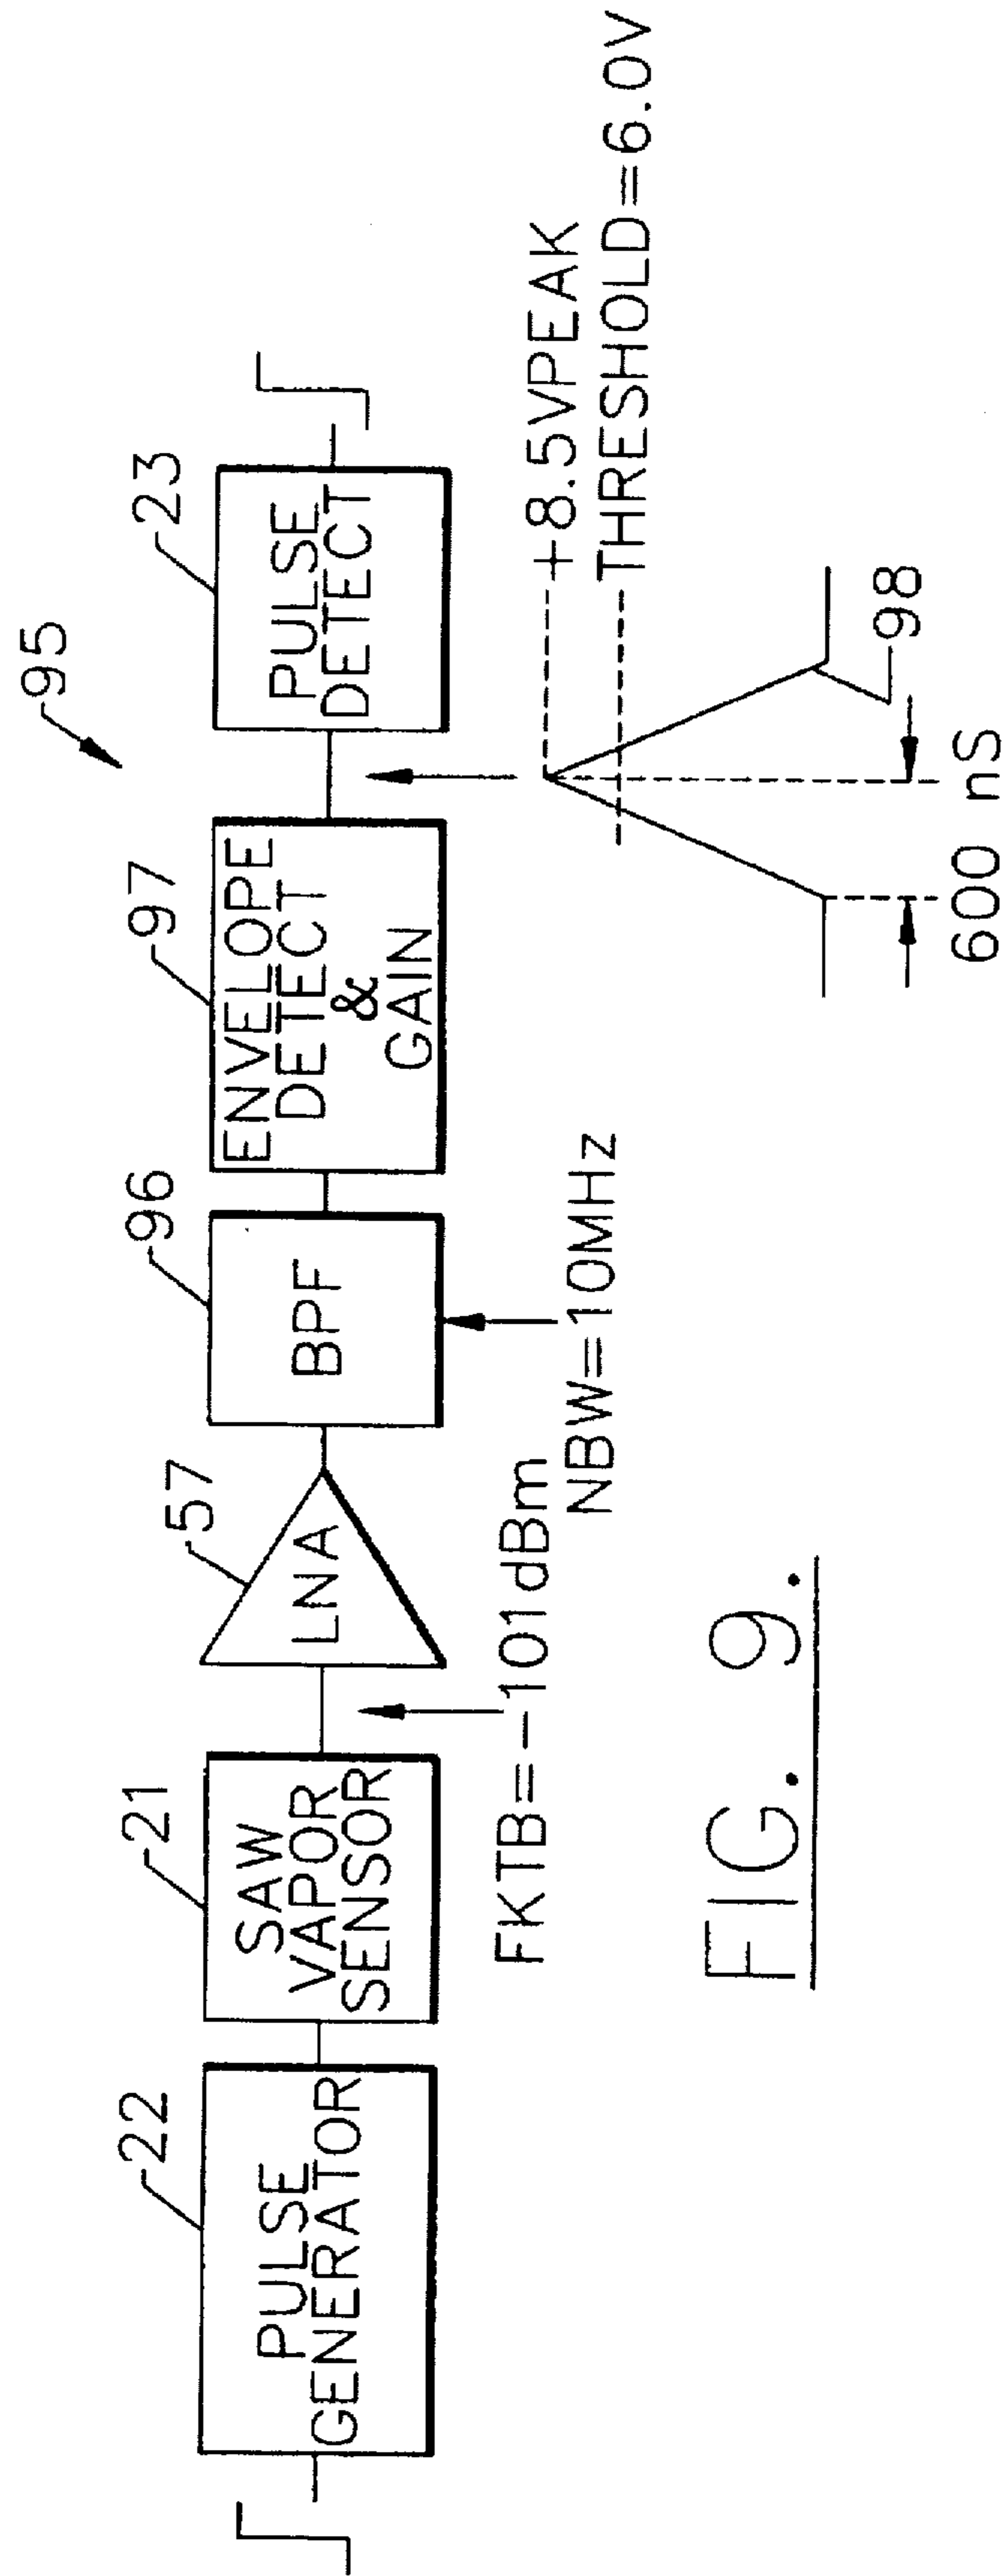 95
22
21
57
96
97
23
PULSE
GENERATOR
SAW
VAPOR
SENSOR
LNA
BPF
ENVELOPE
DETECT
&
GAIN
PULSE
DETECT
FKTB=-101dBm
NBW=10MHz
+8.5VPEAK
THRESHOLD=6.0V
98
600 nS
FIG. 9.